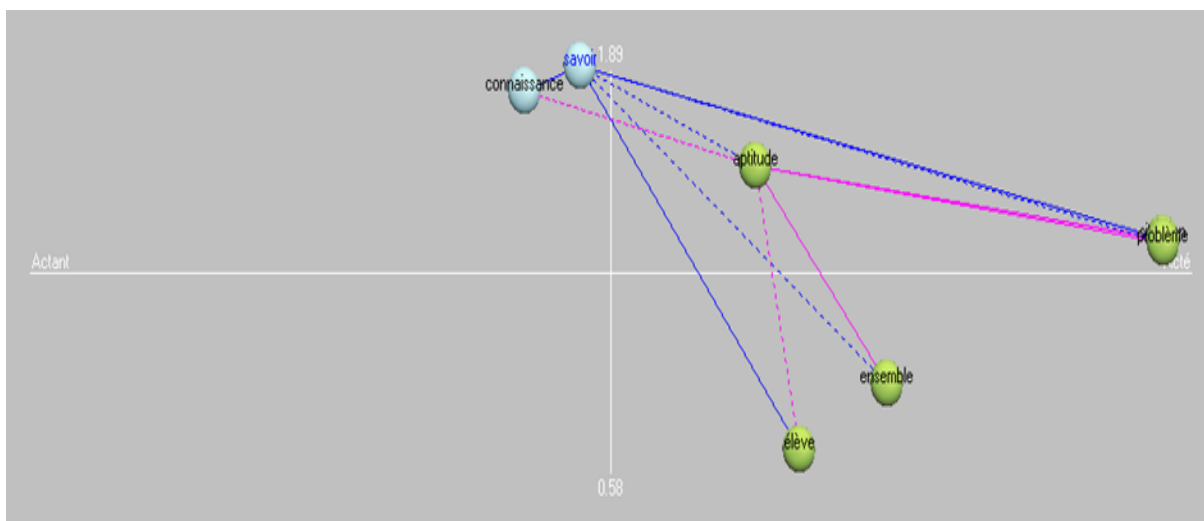 1.89
savoir
connaissance
aptitude
problème
Actant
ensemble
élève
0.58